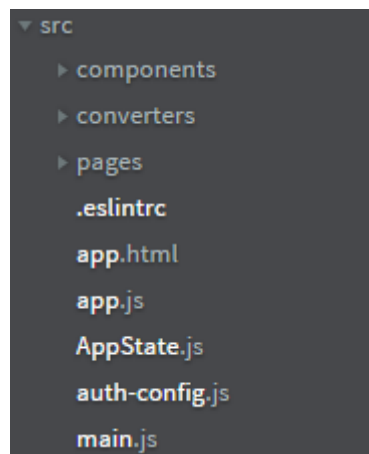 src
components
converters
pages
.eslintrc
app.html
app.js
AppState.js
auth-config.js
main.js